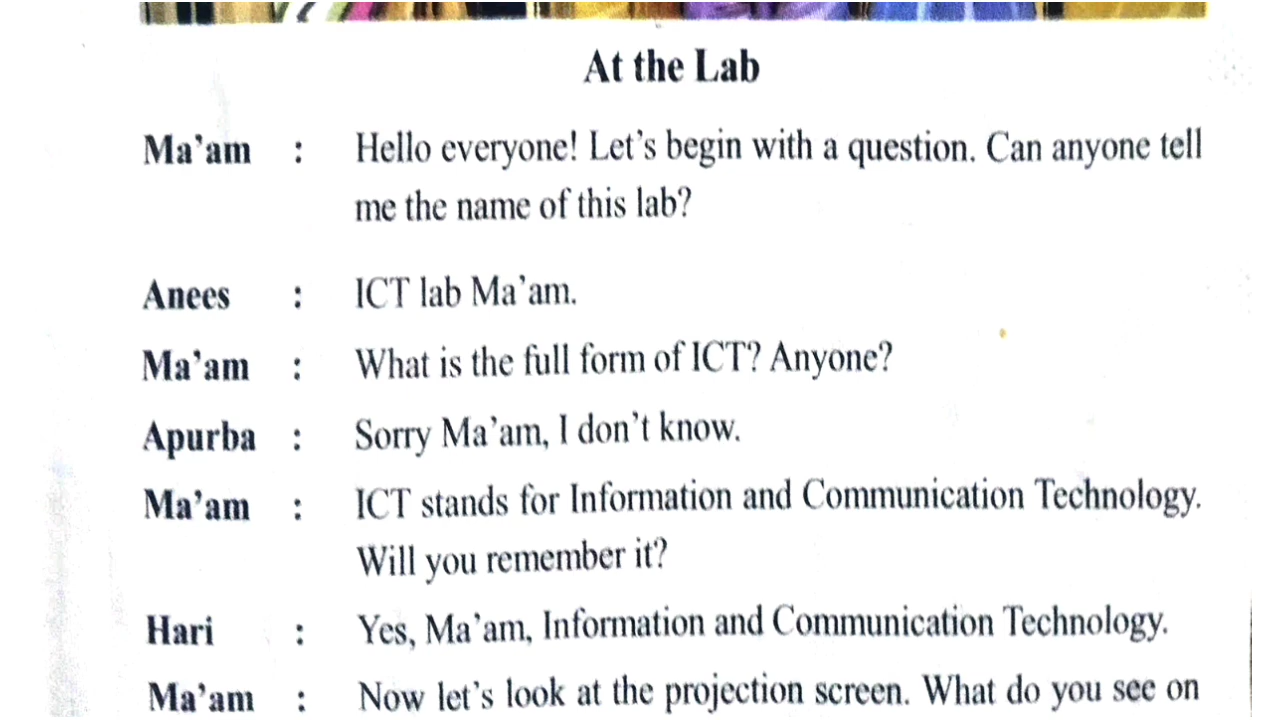 At the Lab
Ma'am : Hello everyone! Let's begin with a question. Can anyone tell
me the name of this lab?
Anees : ICT lab Ma'am.
Ma'am : What is the full form of ICT? Anyone?
Apurba : Sorry Ma'am, I don't know.
Ma'am : ICT stands for Information and Communication Technology.
Will you remember it?
Hari : Yes, Ma'am, Information and Communication Technology.
Ma'am : Now let's look at the projection screen. What do you see on